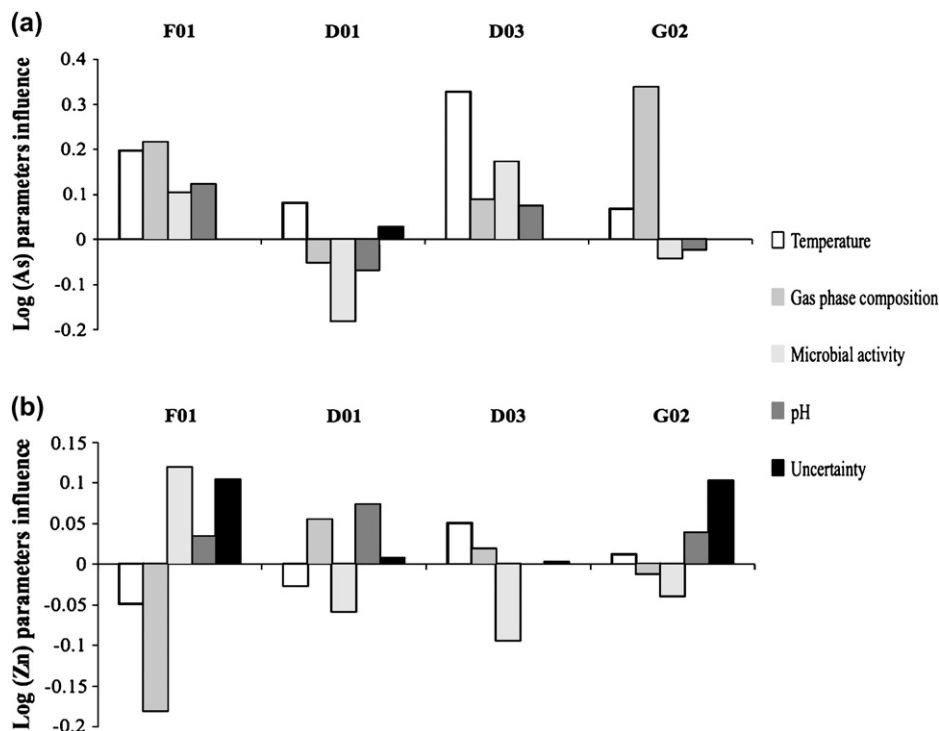 (a)
F01 D01 D03 G02
Log (As) parameters influence
0.4
0.3
0.2
0.1
0
-0.1
-0.2
Temperature
Gas phase composition
Microbial activity
pH
Uncertainty
(b)
F01 D01 D03 G02
Log (Zn) parameters influence
0.15
0.1
0.05
0
-0.05
-0.1
-0.15
-0.2